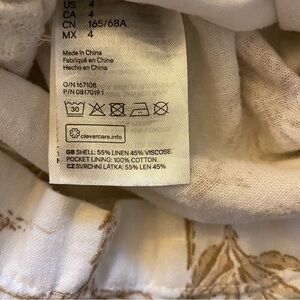 US 4
CA 4
CN 165/68A
MX 4
Made in China
Fabriqué en Chine
Hecho en China
O/N 167108
P/N 0817019 1
30
clevercare.info
GB SHELL: 55% LINEN 45% VISCOSE.
POCKET LINING: 100% COTTON.
CZ SVRCHNÍ LÁTKA: 55% LEN 45%